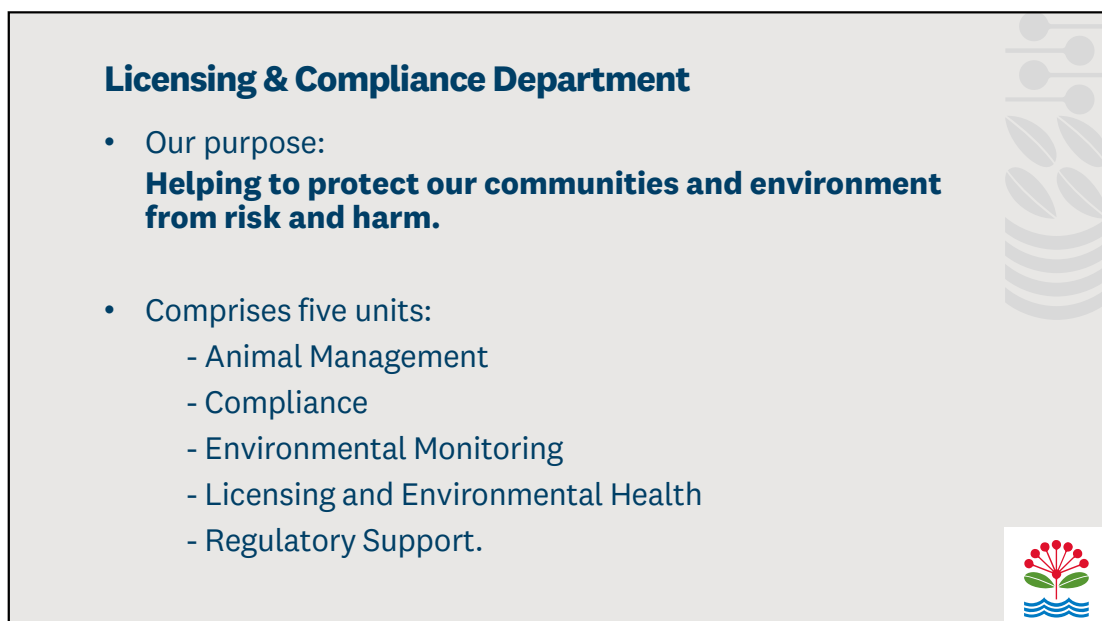 Licensing & Compliance Department
• Our purpose:
Helping to protect our communities and environment
from risk and harm.
• Comprises five units:
- Animal Management
- Compliance
- Environmental Monitoring
- Licensing and Environmental Health
- Regulatory Support.